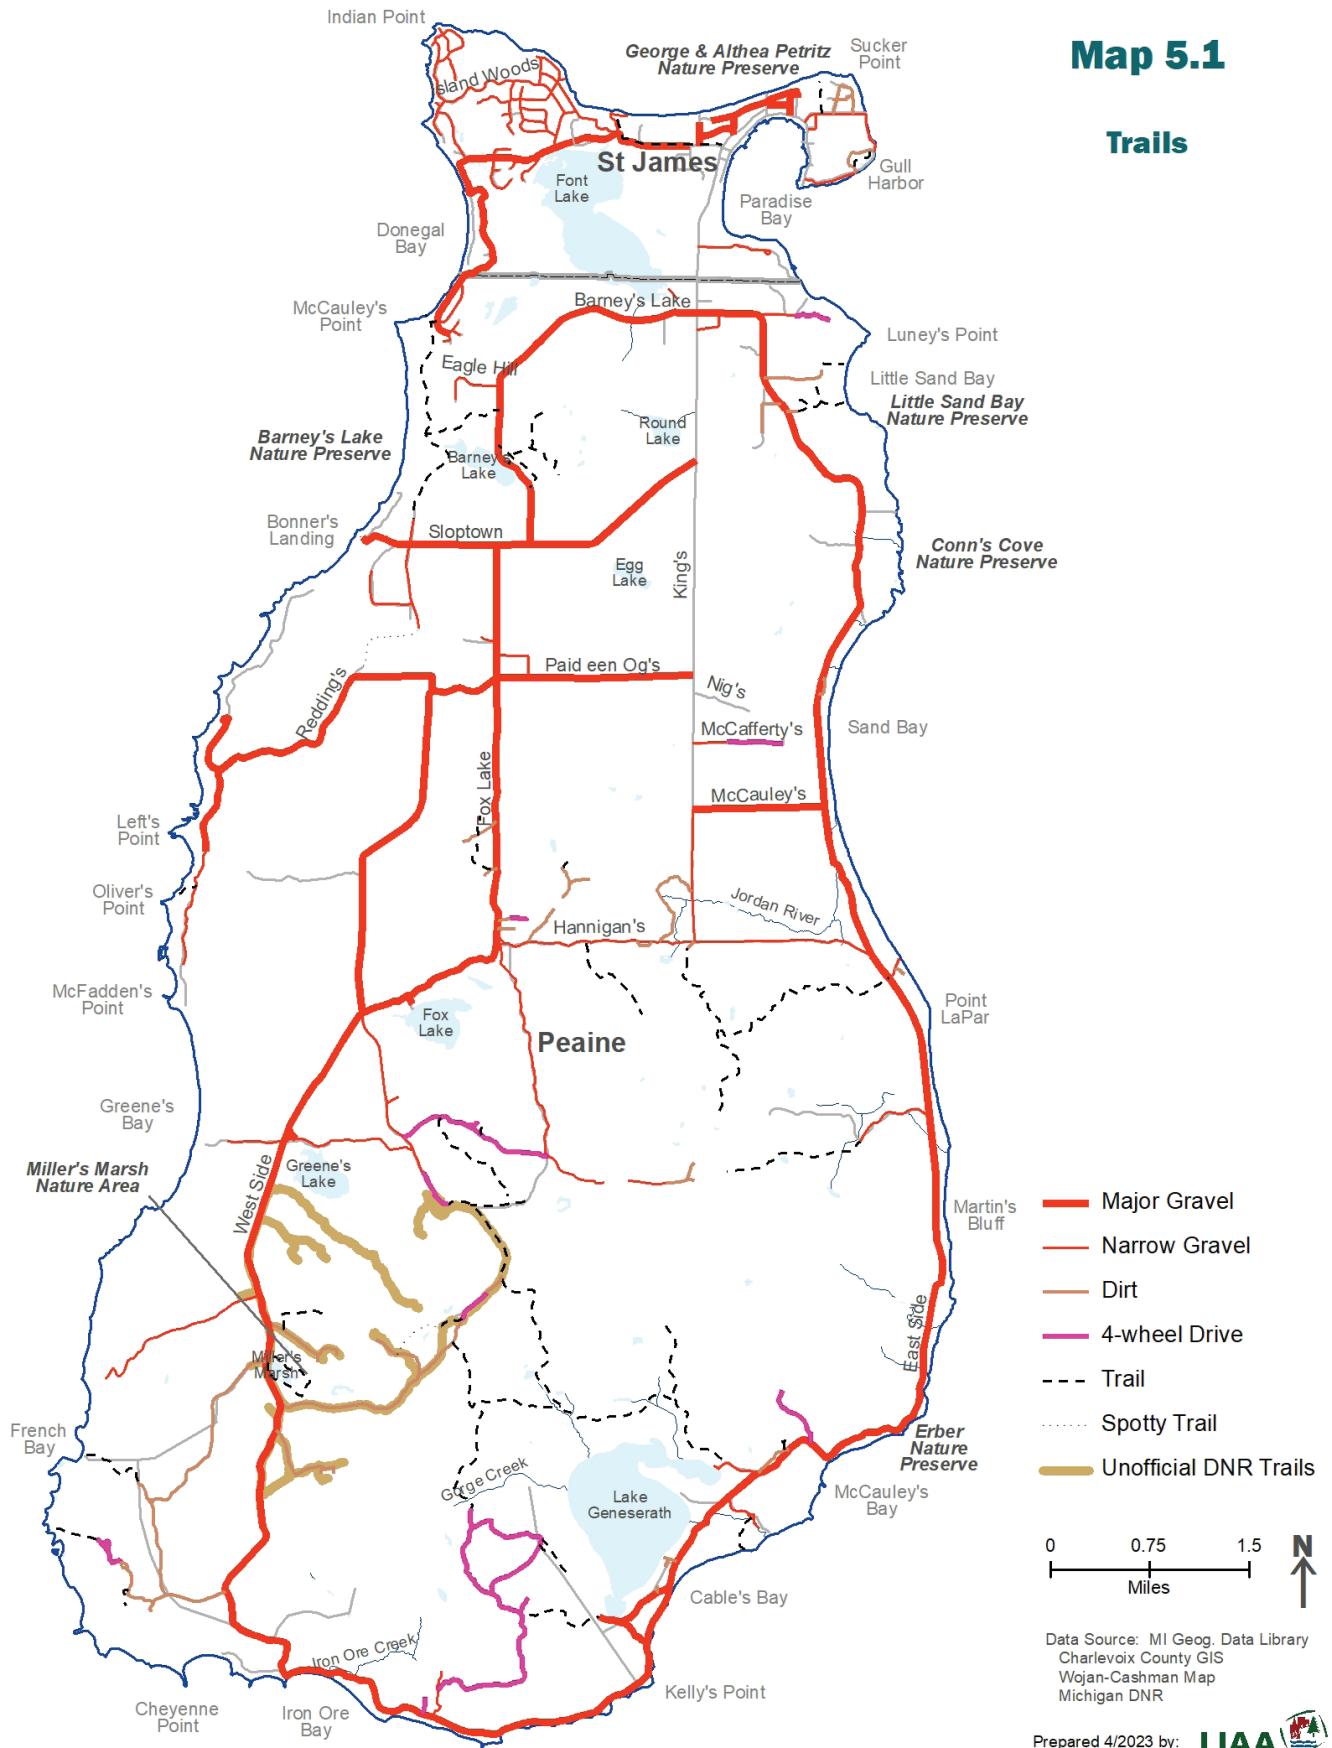 Indian Point
Map 5.1
George & Althea Petritz
Nature Preserve
Sucker
Point
Island Woods
Trails
St James
Gull
Harbor
Font
Lake
Paradise
Bay
Donegal
Bay
McCauley's
Point
Barney's Lake
Luney's Point
Eagle Hill
Little Sand Bay
Little Sand Bay
Nature Preserve
Round
Lake
Barney's Lake
Nature Preserve
Barney's
Lake
Bonner's
Landing
Sloptown
Conn's Cove
Nature Preserve
Egg
Lake
King's
Paid een Og's
Redding's
Nig's
McCafferty's
Sand Bay
Fox Lake
McCauley's
Left's
Point
Oliver's
Point
Jordan River
Hannigan's
McFadden's
Point
Point
LaPar
Fox
Lake
Peaine
Greene's
Bay
Miller's Marsh
Nature Area
Greene's
Lake
West Side
Martin's
Bluff
Major Gravel
Narrow Gravel
Dirt
4-wheel Drive
Trail
Spotty Trail
Unofficial DNR Trails
East Side
Miller's
Marsh
French
Bay
Erber
Nature
Preserve
Gorge Creek
Lake
Geneserath
McCauley's
Bay
0 0.75 1.5
Miles
N
Cable's Bay
Iron Ore Creek
Data Source: MI Geog. Data Library
Charlevoix County GIS
Wojan-Cashman Map
Michigan DNR
Kelly's Point
Cheyenne
Point
Iron Ore
Bay
Prepared 4/2023 by:
UAA